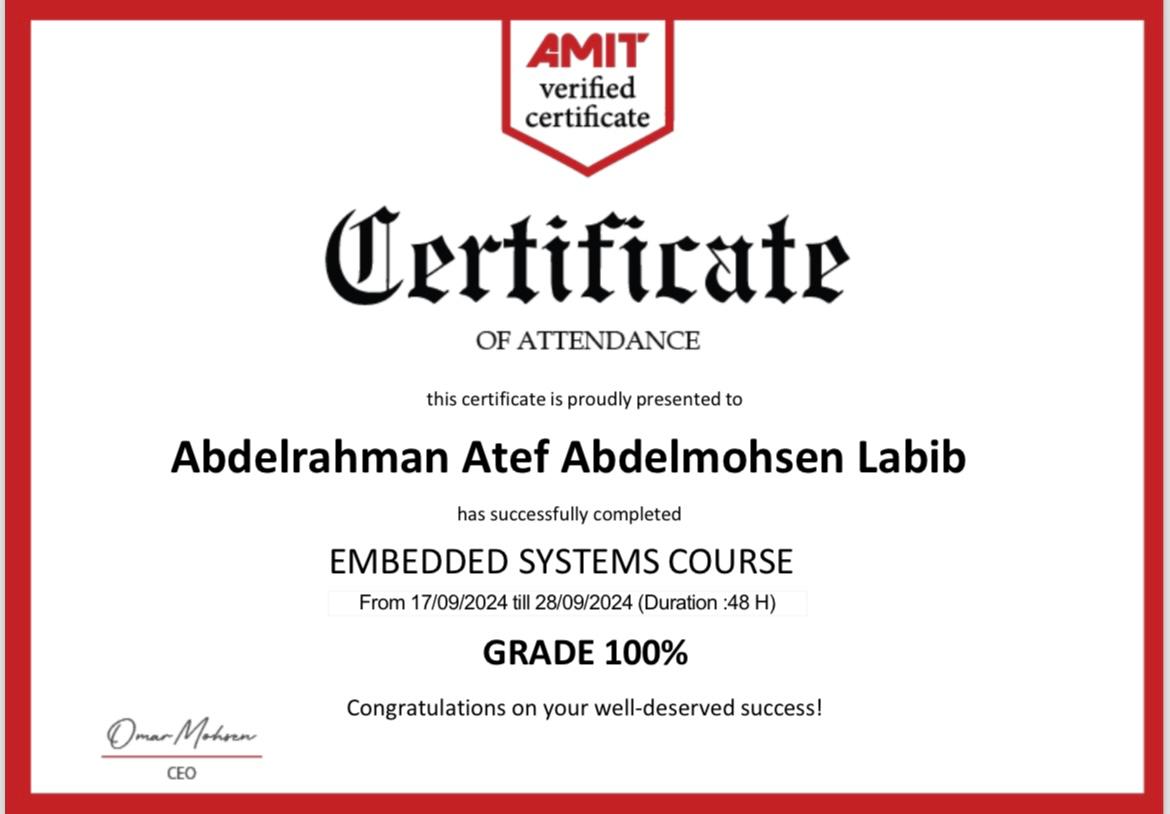 AMIT
verified
certificate
Certificate
OF ATTENDANCE
this certificate is proudly presented to
Abdelrahman Atef Abdelmohsen Labib
has successfully completed
EMBEDDED SYSTEMS COURSE
From 17/09/2024 till 28/09/2024 (Duration :48 H)
GRADE 100%
Congratulations on your well-deserved success!
Omar Mohsen
CEO